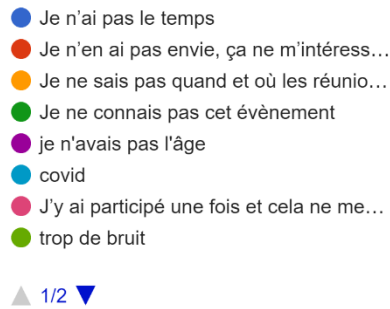 Je n’ai pas le temps
Je n’en ai pas envie, ça ne m’intéress…
Je ne sais pas quand et où les réunio…
Je ne connais pas cet évènement
je n'avais pas l'âge
covid
J’y ai participé une fois et cela ne me…
trop de bruit
1/2